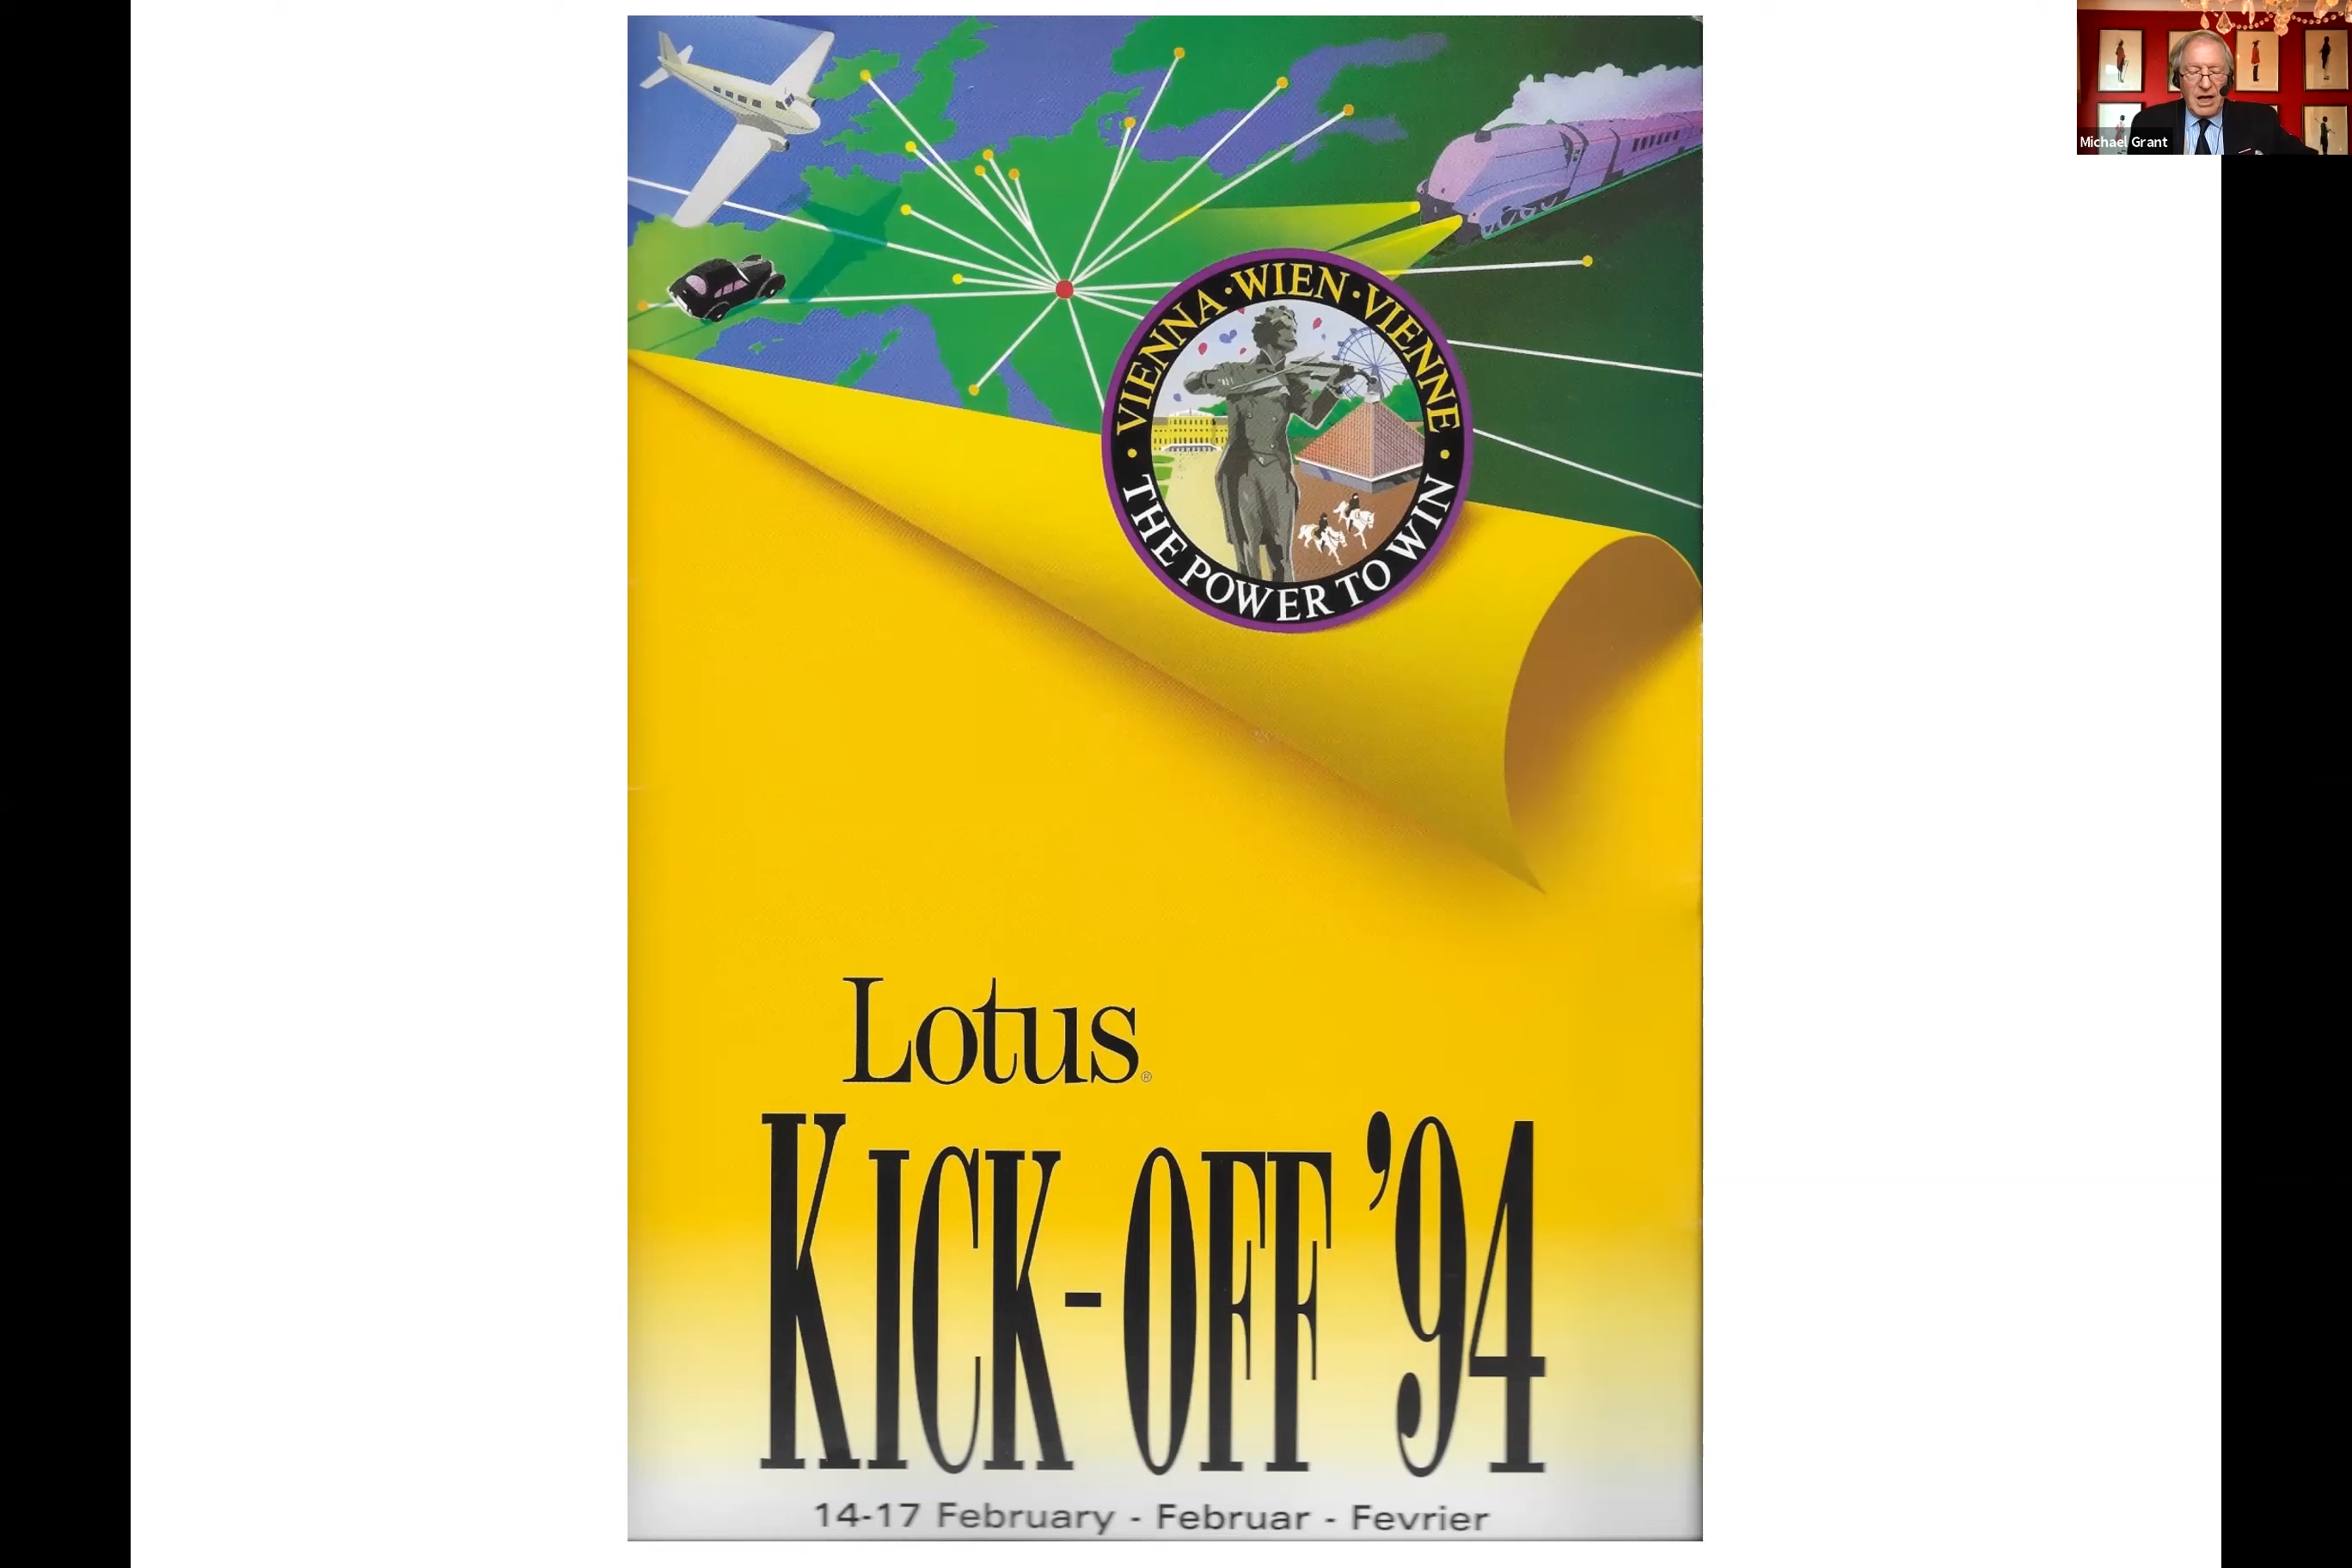 Michael Grant
VIENNA · WIEN · VIENNE
· THE POWER TO WIN ·
Lotus®
KICK-OFF '94
14-17 February - Februar - Fevrier